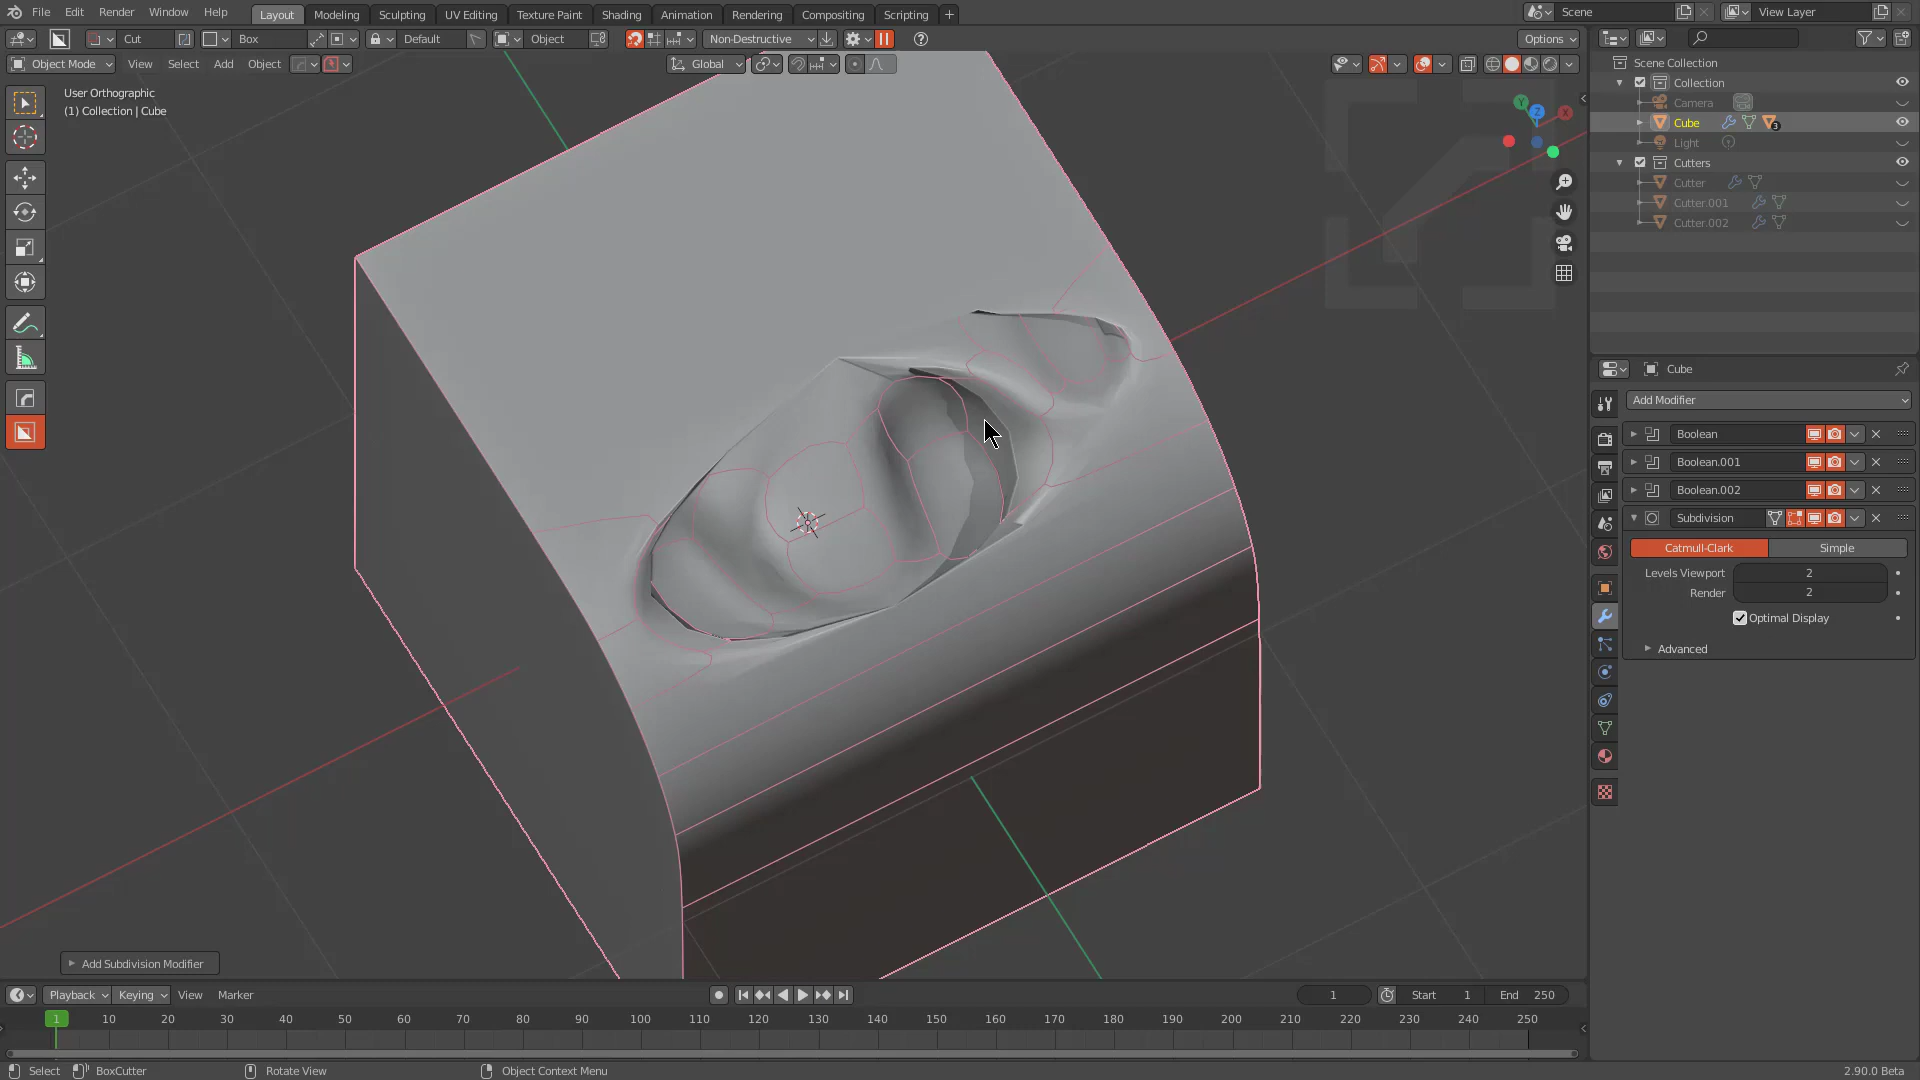 File Edit Render Window Help Layout Modeling Sculpting UV Editing Texture Paint Shading Animation Rendering Compositing Scripting + Scene View Layer
Cut Box Default Object Non-Destructive Options
Object Mode View Select Add Object Global
User Orthographic
(1) Collection | Cube
Y Z X
Scene Collection
Collection
Camera
Cube 3
Light
Cutters
Cutter
Cutter.001
Cutter.002
Cube
Add Modifier
Boolean
Boolean.001
Boolean.002
Subdivision
Catmull-Clark Simple
Levels Viewport 2
Render 2
Optimal Display
Advanced
Add Subdivision Modifier
Playback Keying View Marker 1 Start 1 End 250
1 10 20 30 40 50 60 70 80 90 100 110 120 130 140 150 160 170 180 190 200 210 220 230 240 250
Select BoxCutter Rotate View Object Context Menu 2.90.0 Beta